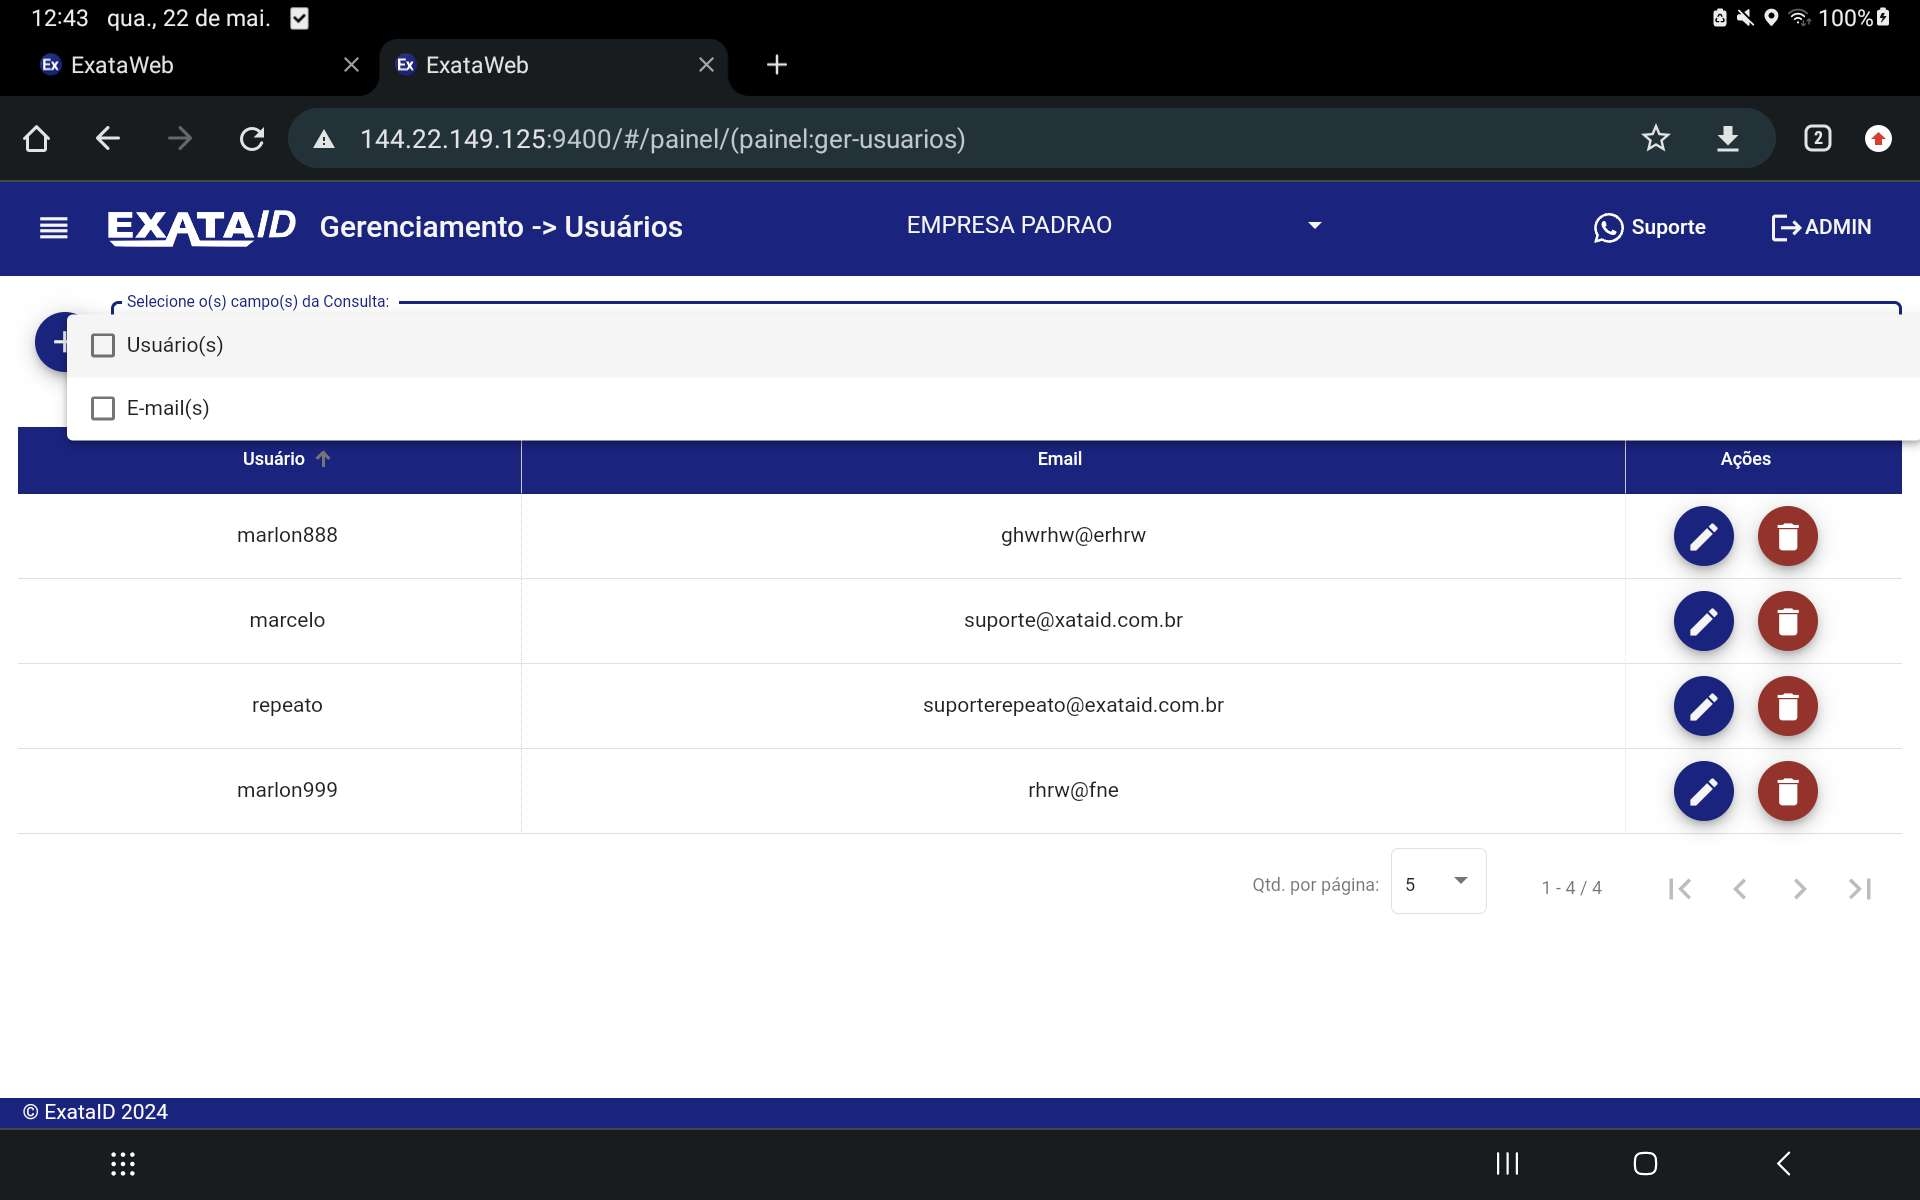 12:43 qua., 22 de mai. 100%
Ex ExataWeb Ex ExataWeb
144.22.149.125:9400/#/painel/(painel:ger-usuarios) 2
EXATAID Gerenciamento -> Usuários EMPRESA PADRAO Suporte ADMIN
Selecione o(s) campo(s) da Consulta:
Usuário(s)
E-mail(s)
Usuário Email Ações
marlon888 ghwrhw@erhrw
marcelo suporte@xataid.com.br
repeato suporterepeato@exataid.com.br
marlon999 rhrw@fne
Qtd. por página: 5 1 - 4 / 4
© ExataID 2024